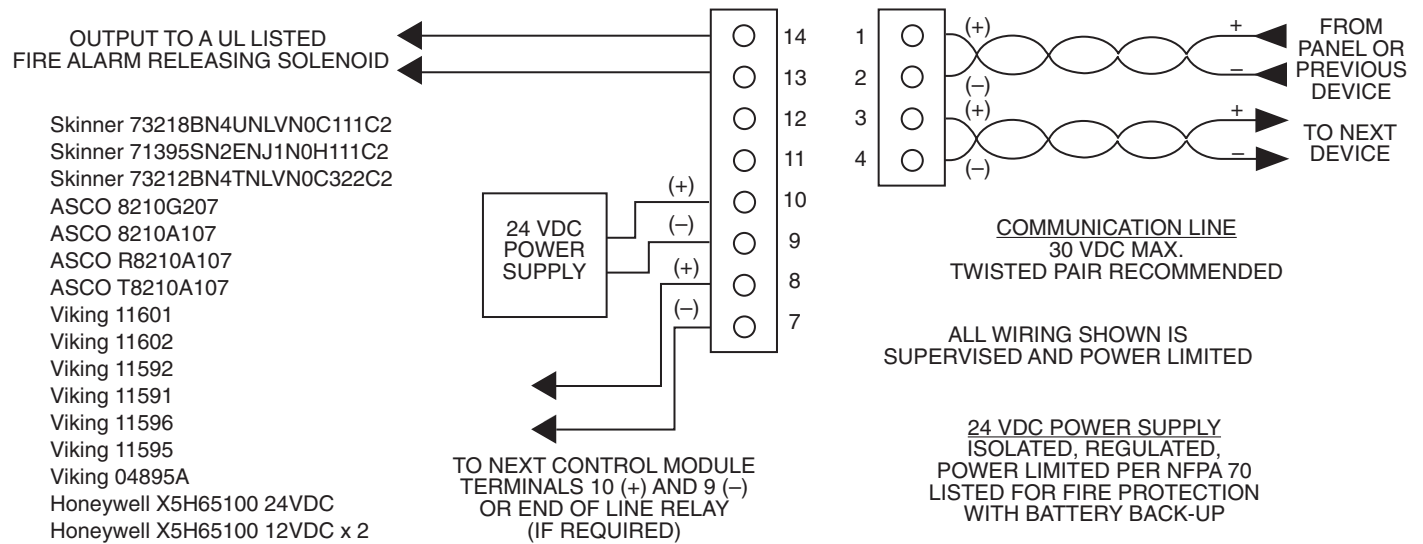 OUTPUT TO A UL LISTED
FIRE ALARM RELEASING SOLENOID
Skinner 73218BN4UNLVN0C111C2
Skinner 71395SN2ENJ1N0H111C2
Skinner 73212BN4TNLVN0C322C2
ASCO 8210G207
ASCO 8210A107
ASCO R8210A107
ASCO T8210A107
Viking 11601
Viking 11602
Viking 11592
Viking 11591
Viking 11596
Viking 11595
Viking 04895A
Honeywell X5H65100 24VDC
Honeywell X5H65100 12VDC x 2
24 VDC
POWER
SUPPLY
(+)
(–)
(+)
(–)
14
13
12
11
10
9
8
7
TO NEXT CONTROL MODULE
TERMINALS 10 (+) AND 9 (–)
OR END OF LINE RELAY
(IF REQUIRED)
1
2
3
4
(+)
(–)
(+)
(–)
+
–
+
–
FROM
PANEL OR
PREVIOUS
DEVICE
TO NEXT
DEVICE
COMMUNICATION LINE
30 VDC MAX.
TWISTED PAIR RECOMMENDED
ALL WIRING SHOWN IS
SUPERVISED AND POWER LIMITED
24 VDC POWER SUPPLY
ISOLATED, REGULATED,
POWER LIMITED PER NFPA 70
LISTED FOR FIRE PROTECTION
WITH BATTERY BACK-UP